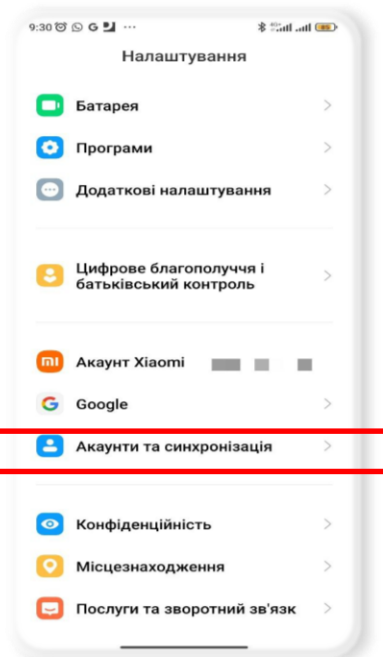 9:30
Налаштування
Батарея
Програми
Додаткові налаштування
Цифрове благополуччя і
батьківський контроль
Акаунт Xiaomi
Google
Акаунти та синхронізація
Конфіденційність
Місцезнаходження
Послуги та зворотний зв'язк